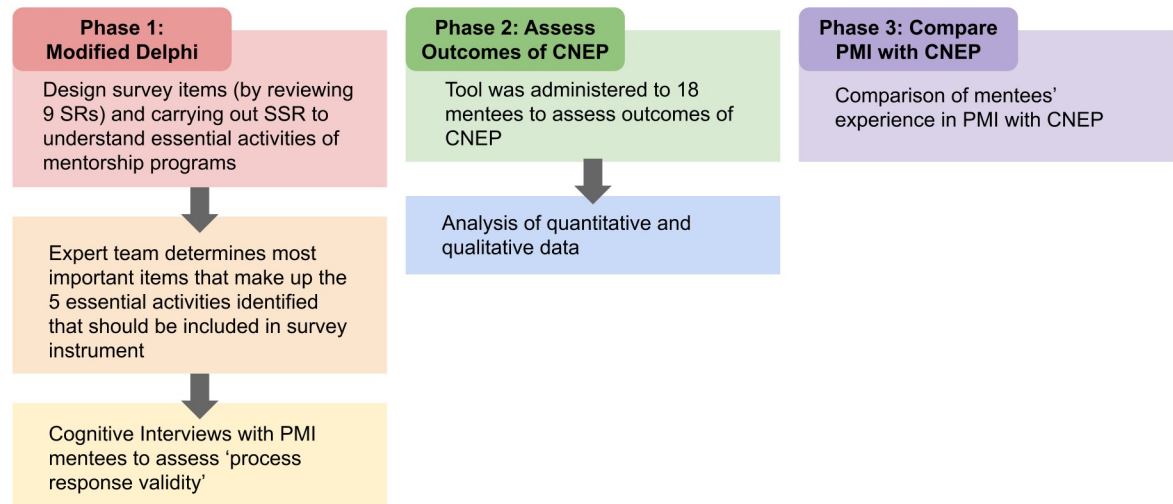 Phase 1:
Modified Delphi
Design survey items (by reviewing
9 SRs) and carrying out SSR to
understand essential activities of
mentorship programs
Expert team determines most
important items that make up the
5 essential activities identified
that should be included in survey
instrument
Cognitive Interviews with PMI
mentees to assess ‘process
response validity’
Phase 2: Assess
Outcomes of CNEP
Tool was administered to 18
mentees to assess outcomes of
CNEP
Analysis of quantitative and
qualitative data
Phase 3: Compare
PMI with CNEP
Comparison of mentees’
experience in PMI with CNEP